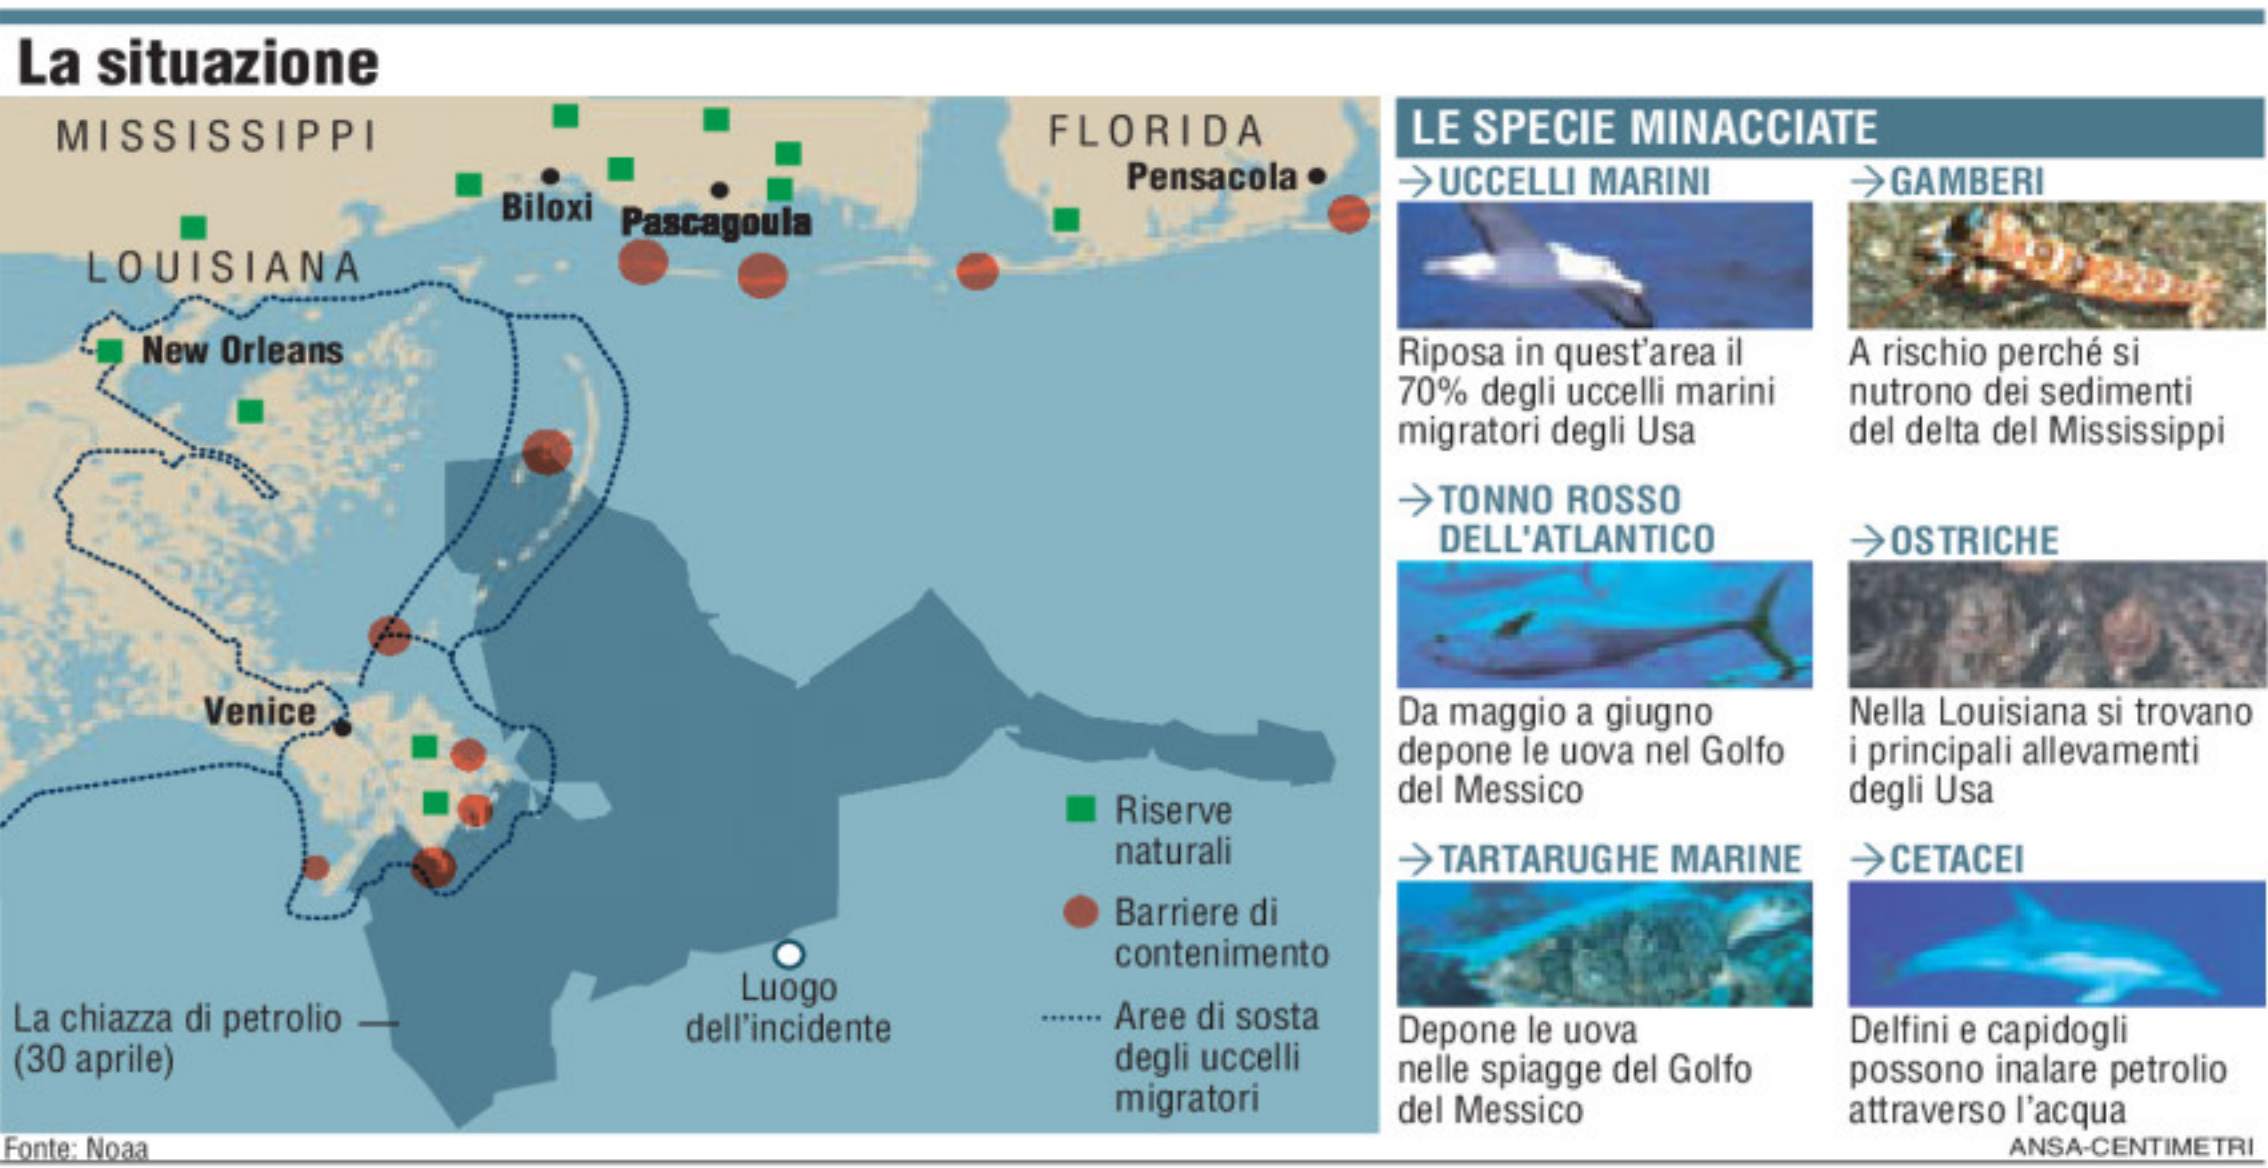 La situazione
MISSISSIPPI
FLORIDA
Pensacola
Biloxi
Pascagoula
LOUISIANA
New Orleans
Venice
Riserve
naturali
Barriere di
contenimento
Luogo
dell'incidente
La chiazza di petrolio
(30 aprile)
Aree di sosta
degli uccelli
migratori
Fonte: Noaa
LE SPECIE MINACCIATE
UCCELLI MARINI
Riposa in quest'area il
70% degli uccelli marini
migratori degli Usa
GAMBERI
A rischio perché si
nutrono dei sedimenti
del delta del Mississippi
TONNO ROSSO
DELL'ATLANTICO
Da maggio a giugno
depone le uova nel Golfo
del Messico
OSTRICHE
Nella Louisiana si trovano
i principali allevamenti
degli Usa
TARTARUGHE MARINE
Depone le uova
nelle spiagge del Golfo
del Messico
CETACEI
Delfini e capidogli
possono inalare petrolio
attraverso l'acqua
ANSA-CENTIMETRI